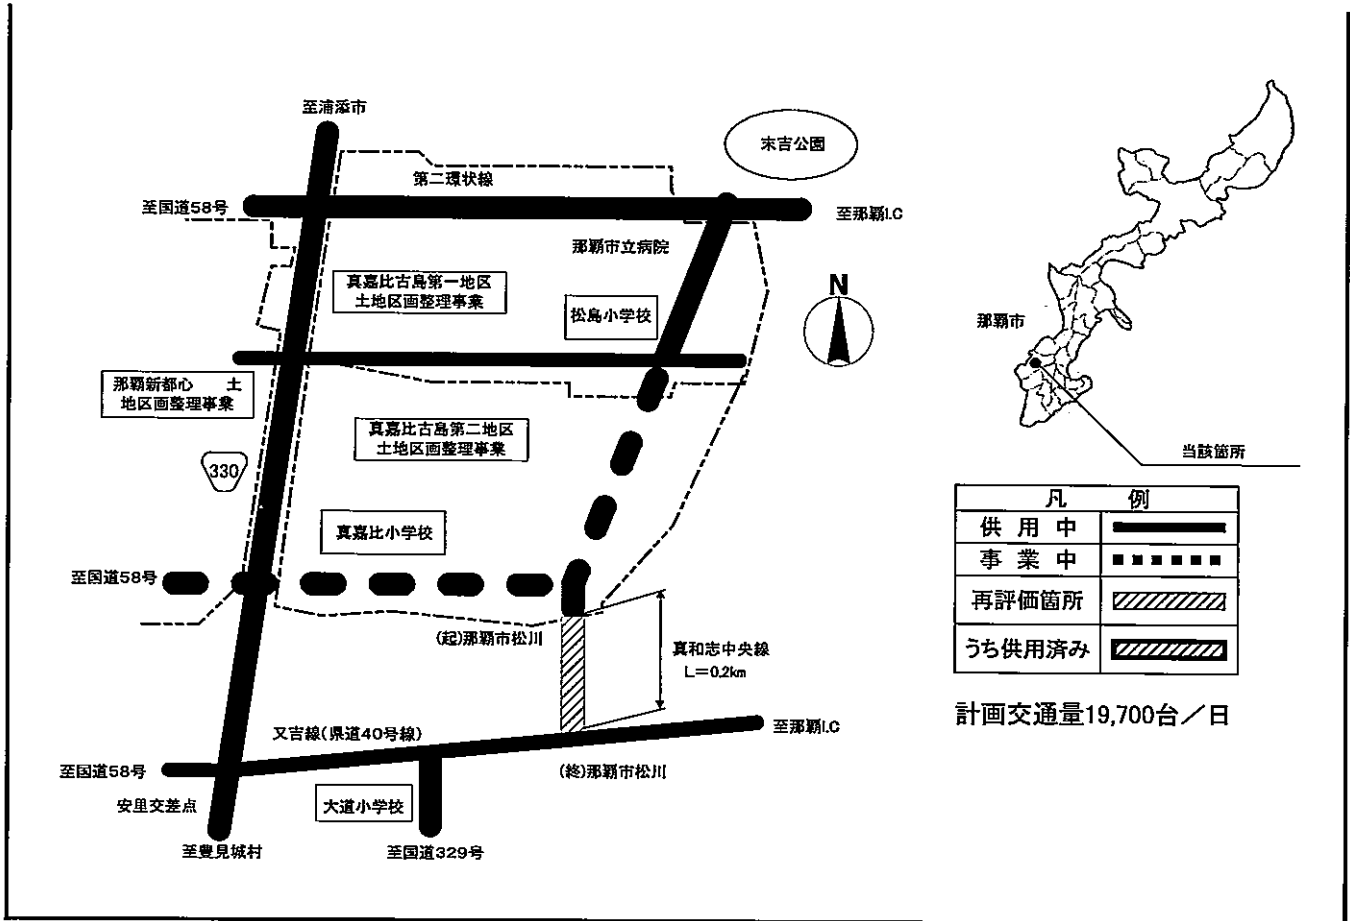 至浦添市
末吉公園
第二環状線
至国道58号
至那覇I.C
那覇市立病院
真嘉比古島第一地区
土地区画整理事業
N
松島小学校
那覇市
那覇新都心 土
地区画整理事業
真嘉比古島第二地区
土地区画整理事業
当該箇所
330
凡 例
供 用 中
真嘉比小学校
事 業 中
至国道58号
再評価箇所
(起)那覇市松川
真和志中央線
L=0.2km
うち供用済み
計画交通量19,700台/日
又吉線(県道40号線)
至那覇I.C
至国道58号
(終)那覇市松川
安里交差点
大道小学校
至豊見城村
至国道329号